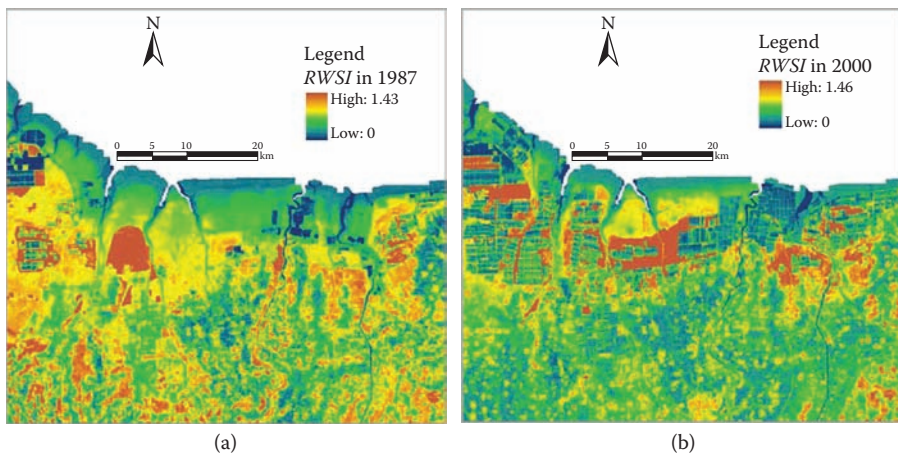 N
Legend
RWSI in 1987
High: 1.43
Low: 0
0 5 10 20
km
(a)
N
Legend
RWSI in 2000
High: 1.46
Low: 0
0 5 10 20
km
(b)